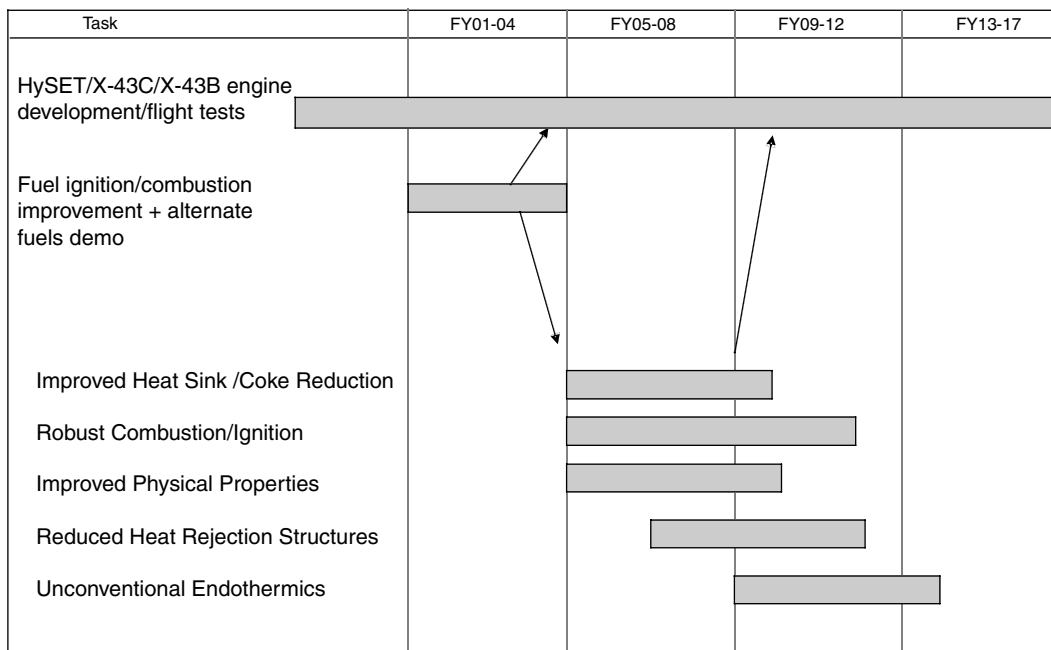 Task FY01-04 FY05-08 FY09-12 FY13-17
HySET/X-43C/X-43B engine
development/flight tests
Fuel ignition/combustion
improvement + alternate
fuels demo
Improved Heat Sink /Coke Reduction
Robust Combustion/Ignition
Improved Physical Properties
Reduced Heat Rejection Structures
Unconventional Endothermics